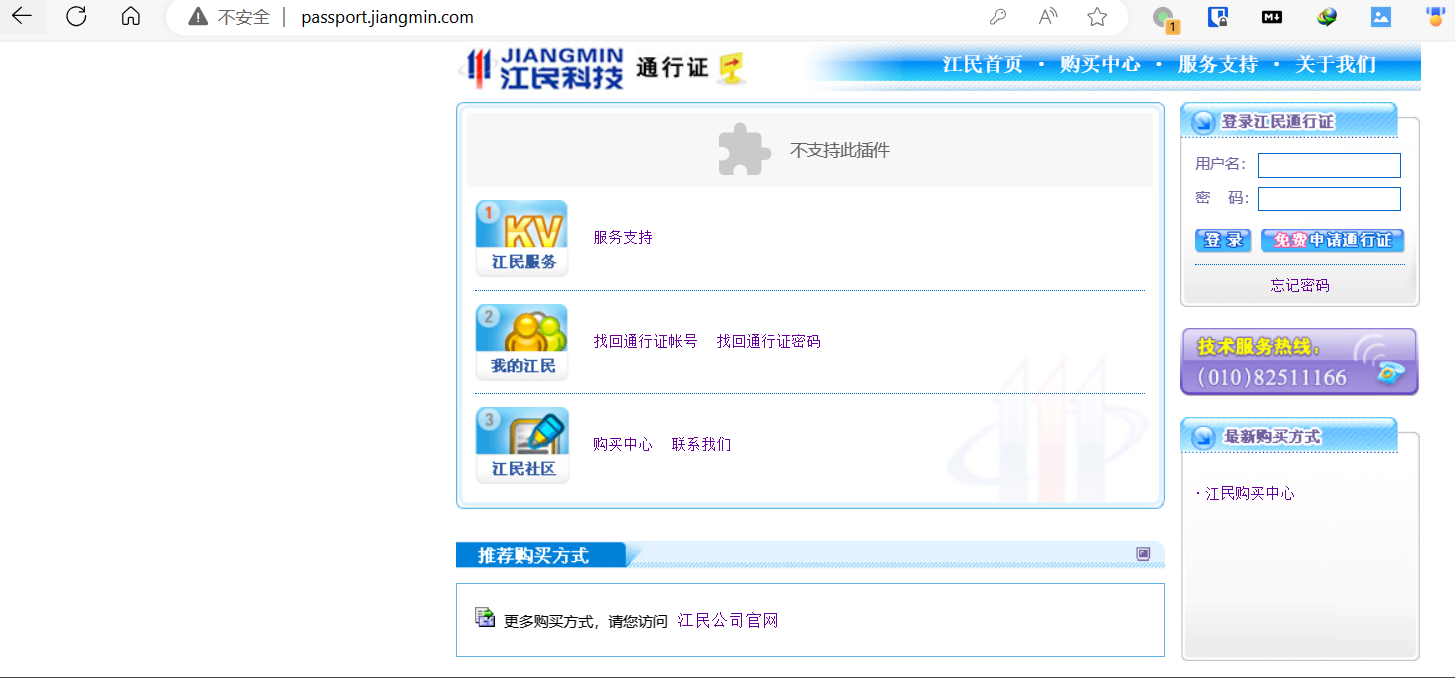 不安全 | passport.jiangmin.com
1
JIANGMIN
江民科技 通行证
江民首页 · 购买中心 · 服务支持 · 关于我们
不支持此插件
1 KV
江民服务
服务支持
2
我的江民
找回通行证帐号 找回通行证密码
3
江民社区
购买中心 联系我们
推荐购买方式
更多购买方式，请您访问 江民公司官网
登录江民通行证
用户名：
密 码：
登 录 免费申请通行证
忘记密码
技术服务热线：
(010)82511166
最新购买方式
· 江民购买中心